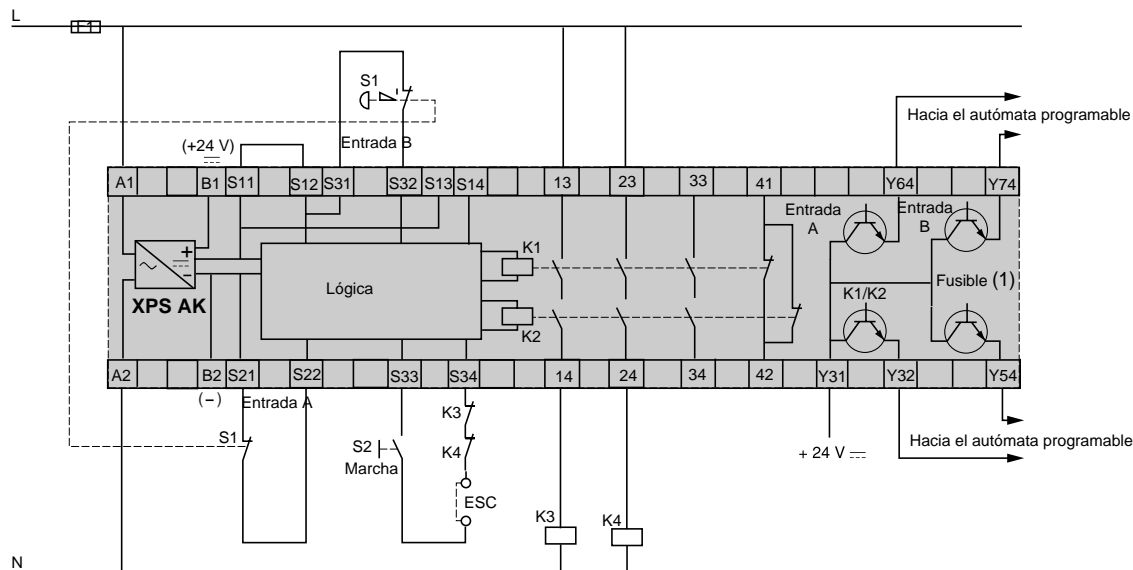 L
F1
S1
Hacia el autómata programable
(+24 V)
Entrada B
A1 B1 S11 S12 S31 S32 S13 S14 13 23 33 41 Y64 Y74
Entrada A
Entrada B
K1
+
−
Lógica
XPS AK
Fusible (1)
K1/K2
K2
A2 B2 S21 S22 S33 S34 14 24 34 42 Y31 Y32 Y54
(−)
Entrada A
K3
S1
S2
K4
Marcha
+ 24 V
Hacia el autómata programable
ESC
K3
K4
N